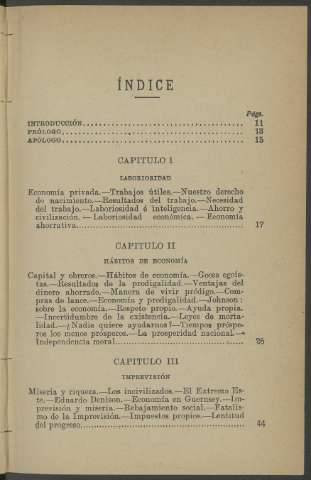 ÍNDICE
Págs.
INTRODUCCIÓN........................................ 11
PRÓLOGO............................................. 13
APÓLOGO............................................. 15
CAPITULO I
LABORIOSIDAD
Economía privada.—Trabajos útiles.—Nuestro derecho
de nacimiento.—Resultados del trabajo.—Necesidad
del trabajo.—Laboriosidad é inteligencia.—Ahorro y
civilización.—Laboriosidad económica.—Economía
ahorrativa............................................. 17
CAPITULO II
HÁBITOS DE ECONOMÍA
Capital y obreros.—Hábitos de economía.—Goces egoís-
tas.—Resultados de la prodigalidad.—Ventajas del
dinero ahorrado.—Manera de vivir pródigo.—Com-
pras de lance.—Economía y prodigalidad.—Johnson:
sobre la economía.—Respeto propio.—Ayuda propia.
—Incertidumbre de la existencia.—Leyes de morta-
lidad.—¿Nadie quiere ayudarnos?—Tiempos próspe-
ros los menos prósperos.—La prosperidad nacional.—
Independencia moral.................................
CAPITULO III
IMPREVISIÓN
Miseria y riqueza.—Los incivilizados.—El Extremo Es-
te.—Eduardo Denison.—Economía en Guernsey.—Im-
previsión y miseria.—Rebajamiento social.—Fatalis-
mo de la Imprevisión.—Impuestos propios.—Lentitud
del progreso............................................. 44